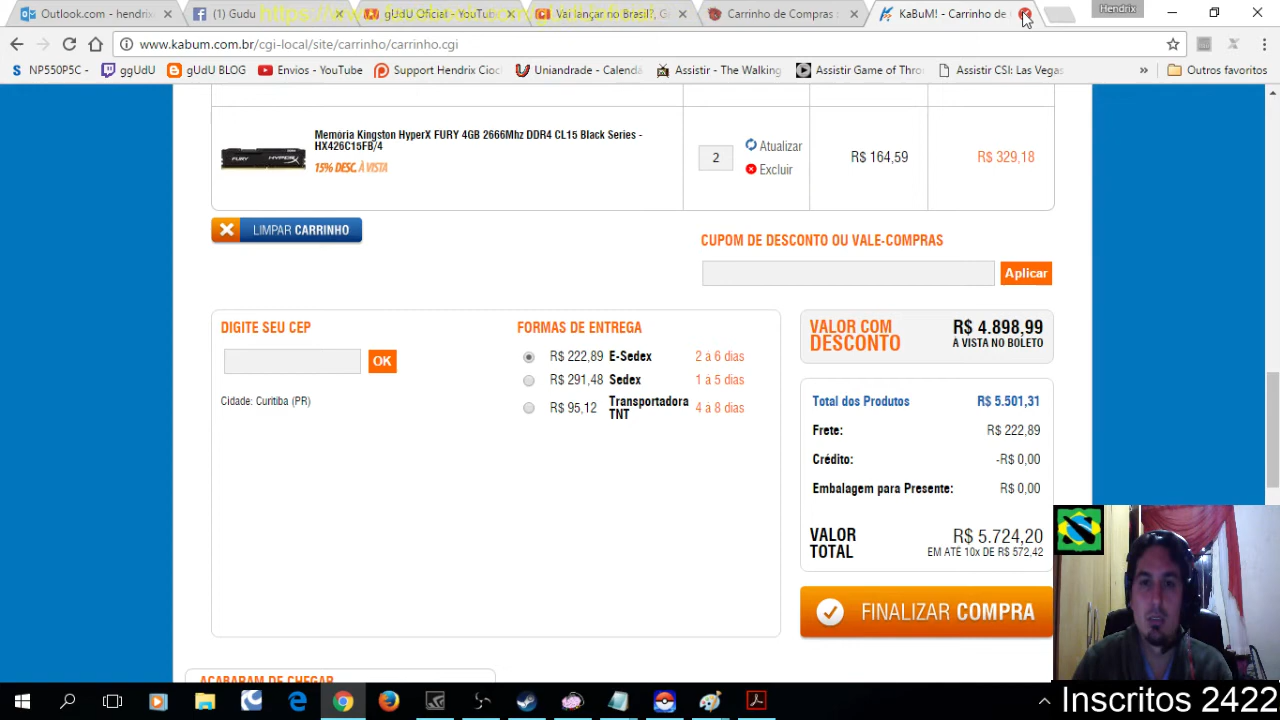 Outlook.com - hendrix
(1) Gudu
gUdU Oficial - YouTube
Vai lançar no Brasil?, G
Carrinho de Compras
KaBuM! - Carrinho de
Hendrix
www.kabum.com.br/cgi-local/site/carrinho/carrinho.cgi
NP550P5C -
ggUdU
gUdU BLOG
Envios - YouTube
Support Hendrix Cioc
Uniandrade - Calenda
Assistir - The Walking
Assistir Game of Thro
Assistir CSI: Las Vegas
Outros favoritos
Memoria Kingston HyperX FURY 4GB 2666Mhz DDR4 CL15 Black Series -
HX426C15FB/4
15% DESC. À VISTA
2
Atualizar
Excluir
R$ 164,59
R$ 329,18
LIMPAR CARRINHO
CUPOM DE DESCONTO OU VALE-COMPRAS
Aplicar
DIGITE SEU CEP
OK
Cidade: Curitiba (PR)
FORMAS DE ENTREGA
R$ 222,89 E-Sedex 2 a 6 dias
R$ 291,48 Sedex 1 à 5 dias
R$ 95,12 Transportadora TNT 4 a 8 dias
VALOR COM DESCONTO
R$ 4.898,99
À VISTA NO BOLETO
Total dos Produtos R$ 5.501,31
Frete: R$ 222,89
Crédito: -R$ 0,00
Embalagem para Presente: R$ 0,00
VALOR TOTAL
R$ 5.724,20
EM ATÉ 10x DE R$ 572,42
FINALIZAR COMPRA
ACABARAM DE CHEGAR
Inscritos 2422